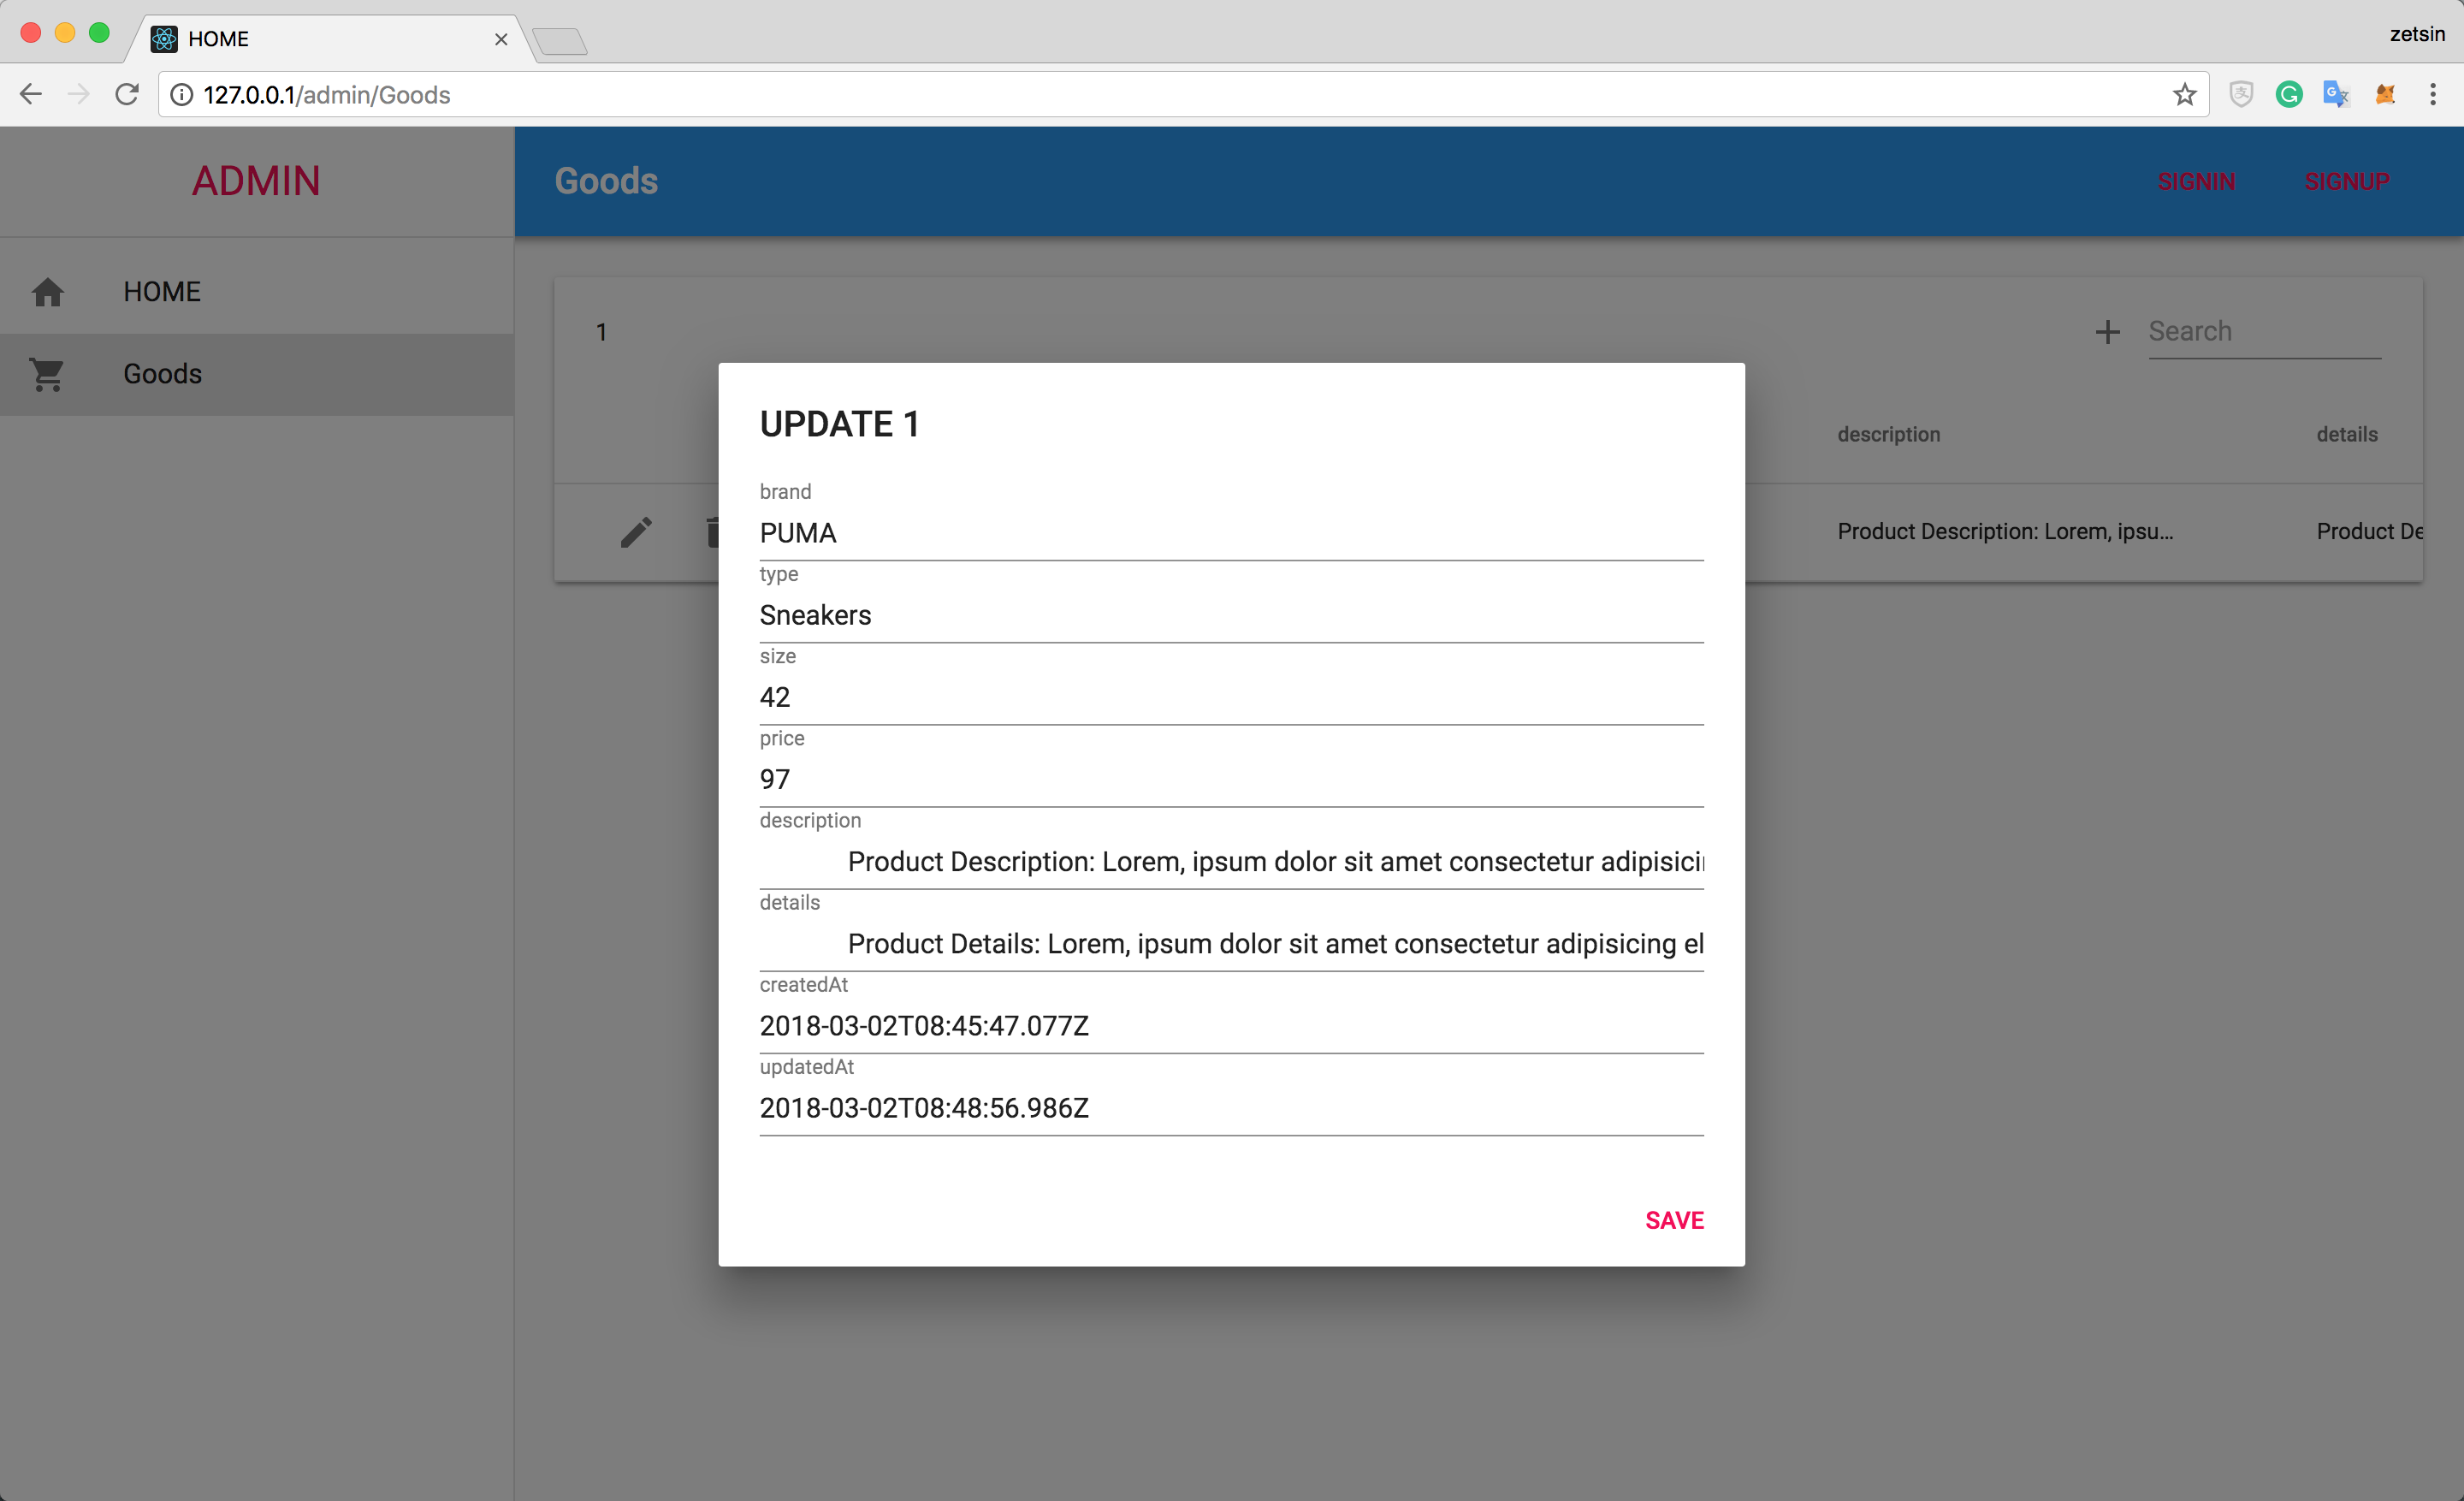 HOME
zetsin
127.0.0.1/admin/Goods
ADMIN
Goods
SIGNIN
SIGNUP
HOME
Goods
1
Search
description
details
Product Description: Lorem, ipsu...
Product De
UPDATE 1
brand
PUMA
type
Sneakers
size
42
price
97
description
Product Description: Lorem, ipsum dolor sit amet consectetur adipisici
details
Product Details: Lorem, ipsum dolor sit amet consectetur adipisicing el
createdAt
2018-03-02T08:45:47.077Z
updatedAt
2018-03-02T08:48:56.986Z
SAVE